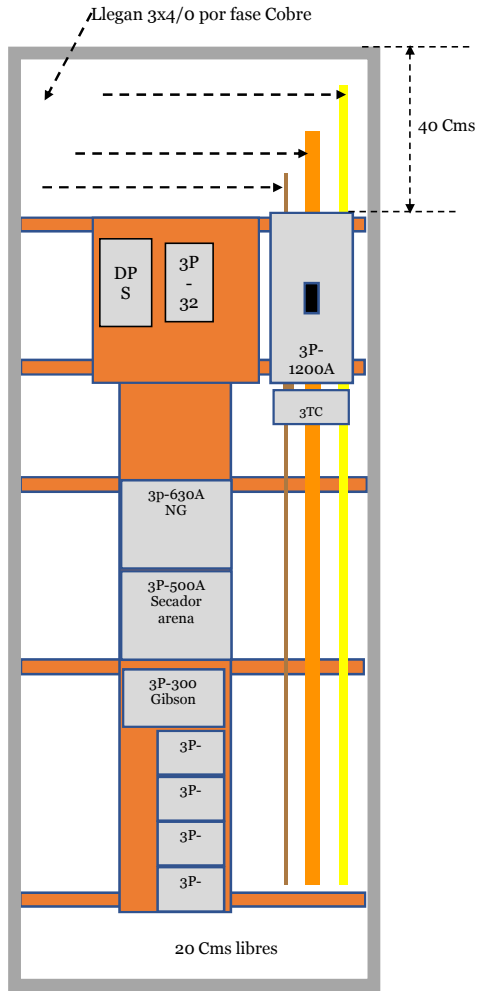 Llegan 3x4/0 por fase Cobre
40 Cms
DP
S
3P
-
32
3P-
1200A
3TC
3p-630A
NG
3P-500A
Secador
arena
3P-300
Gibson
3P-
3P-
3P-
3P-
20 Cms libres